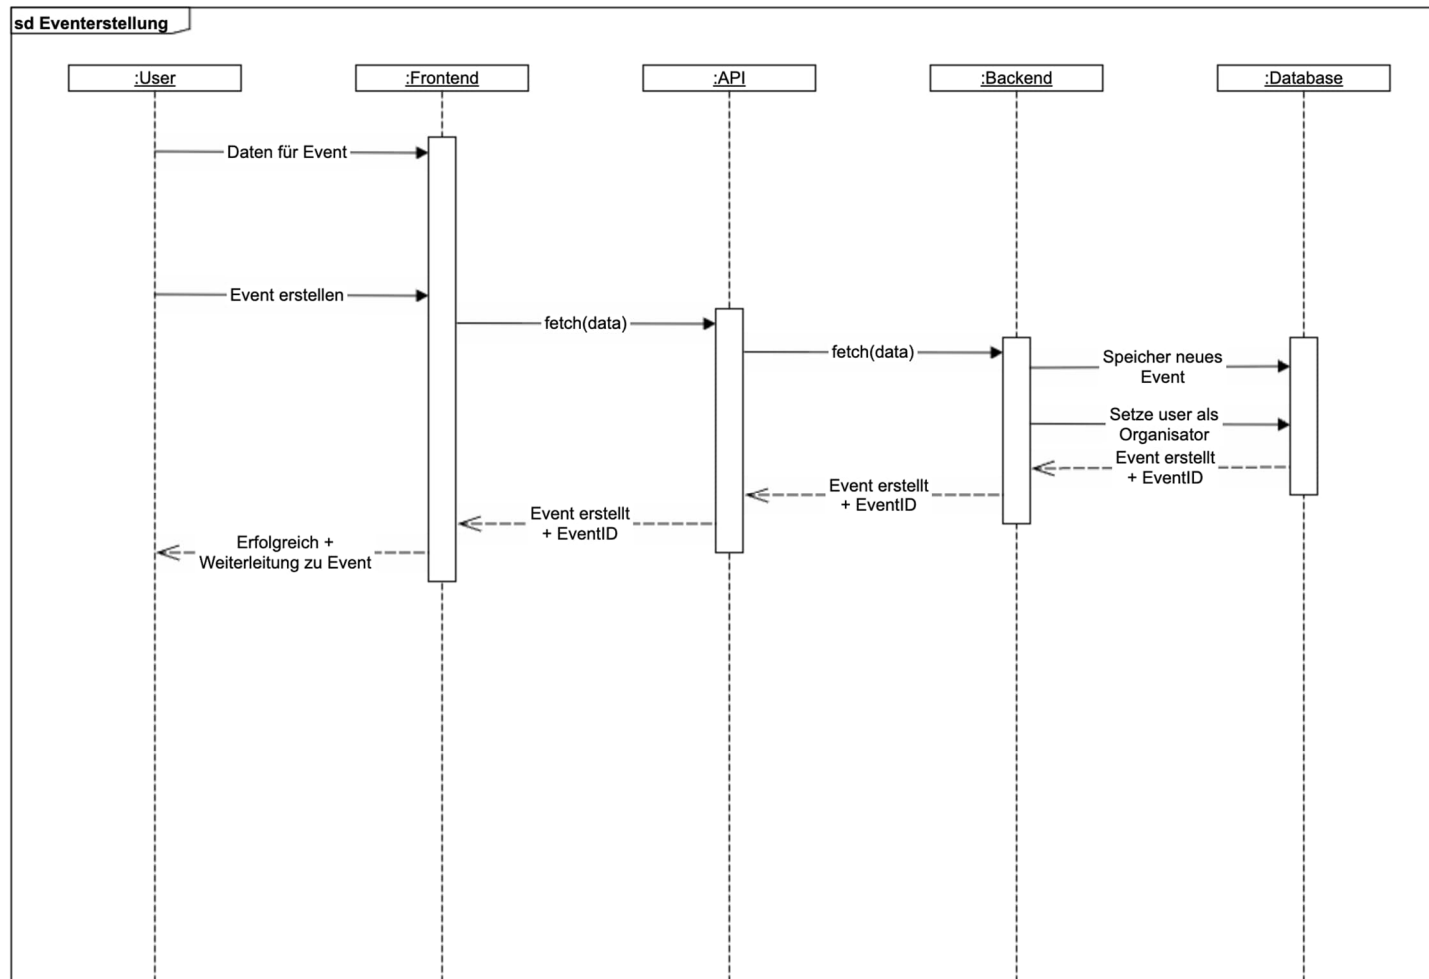 sd Eventerstellung
:User
:Frontend
:API
:Backend
:Database
Daten für Event
Event erstellen
fetch(data)
fetch(data)
Speicher neues
Event
Setze user als
Organisator
Event erstellt
+ EventID
Event erstellt
+ EventID
Event erstellt
+ EventID
Erfolgreich +
Weiterleitung zu Event